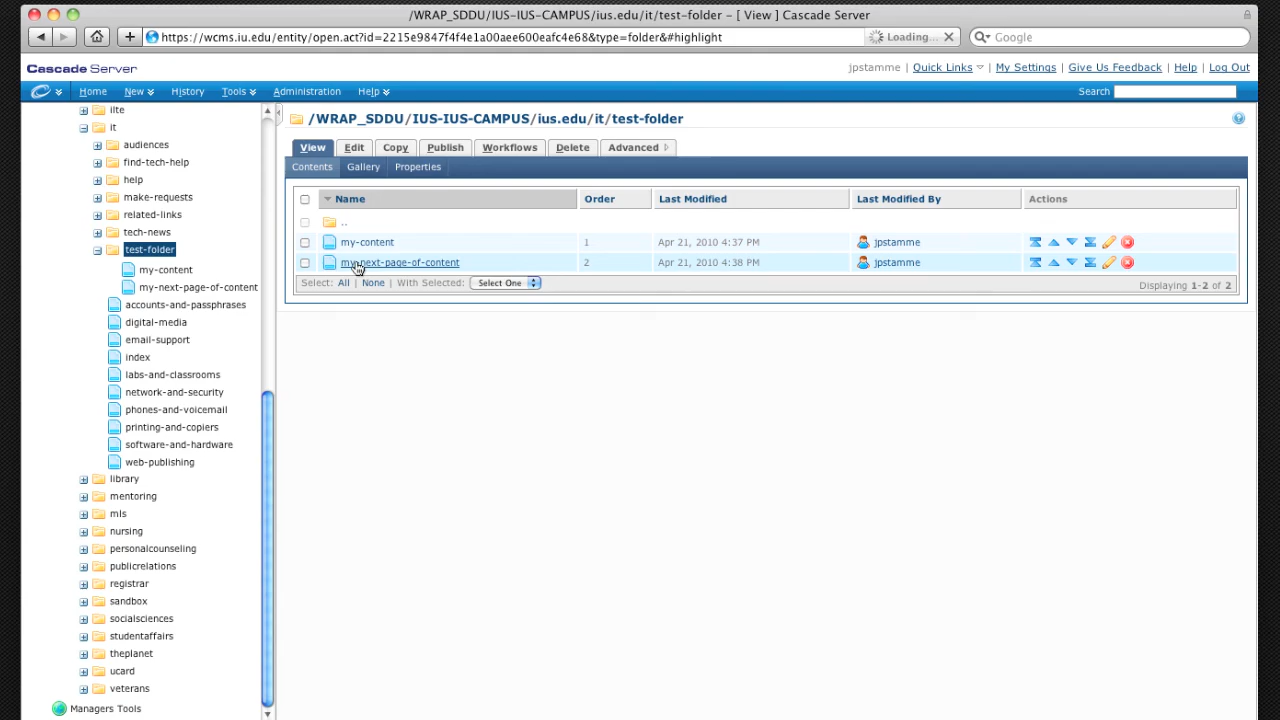 /WRAP_SDDU/IUS-IUS-CAMPUS/ius.edu/it/test-folder - [ View ] Cascade Server
https://wcms.iu.edu/entity/open.act?id=2215e9847f4f4e1a00aee600eafc4e68&type=folder&#highlight Loading... Google
Cascade Server jpstamme | Quick Links | My Settings | Give Us Feedback | Help | Log Out
Home New History Tools Administration Help Search
ilte
it
audiences
find-tech-help
help
make-requests
related-links
tech-news
test-folder
my-content
my-next-page-of-content
accounts-and-passphrases
digital-media
email-support
index
labs-and-classrooms
network-and-security
phones-and-voicemail
printing-and-copiers
software-and-hardware
web-publishing
library
mentoring
mls
nursing
personalcounseling
publicrelations
registrar
sandbox
socialsciences
studentaffairs
theplanet
ucard
veterans
Managers Tools
/WRAP_SDDU/IUS-IUS-CAMPUS/ius.edu/it/test-folder
View Edit Copy Publish Workflows Delete Advanced
Contents Gallery Properties
Name Order Last Modified Last Modified By Actions
..
my-content 1 Apr 21, 2010 4:37 PM jpstamme
my-next-page-of-content 2 Apr 21, 2010 4:38 PM jpstamme
Select: All | None | With Selected: Select One Displaying 1-2 of 2